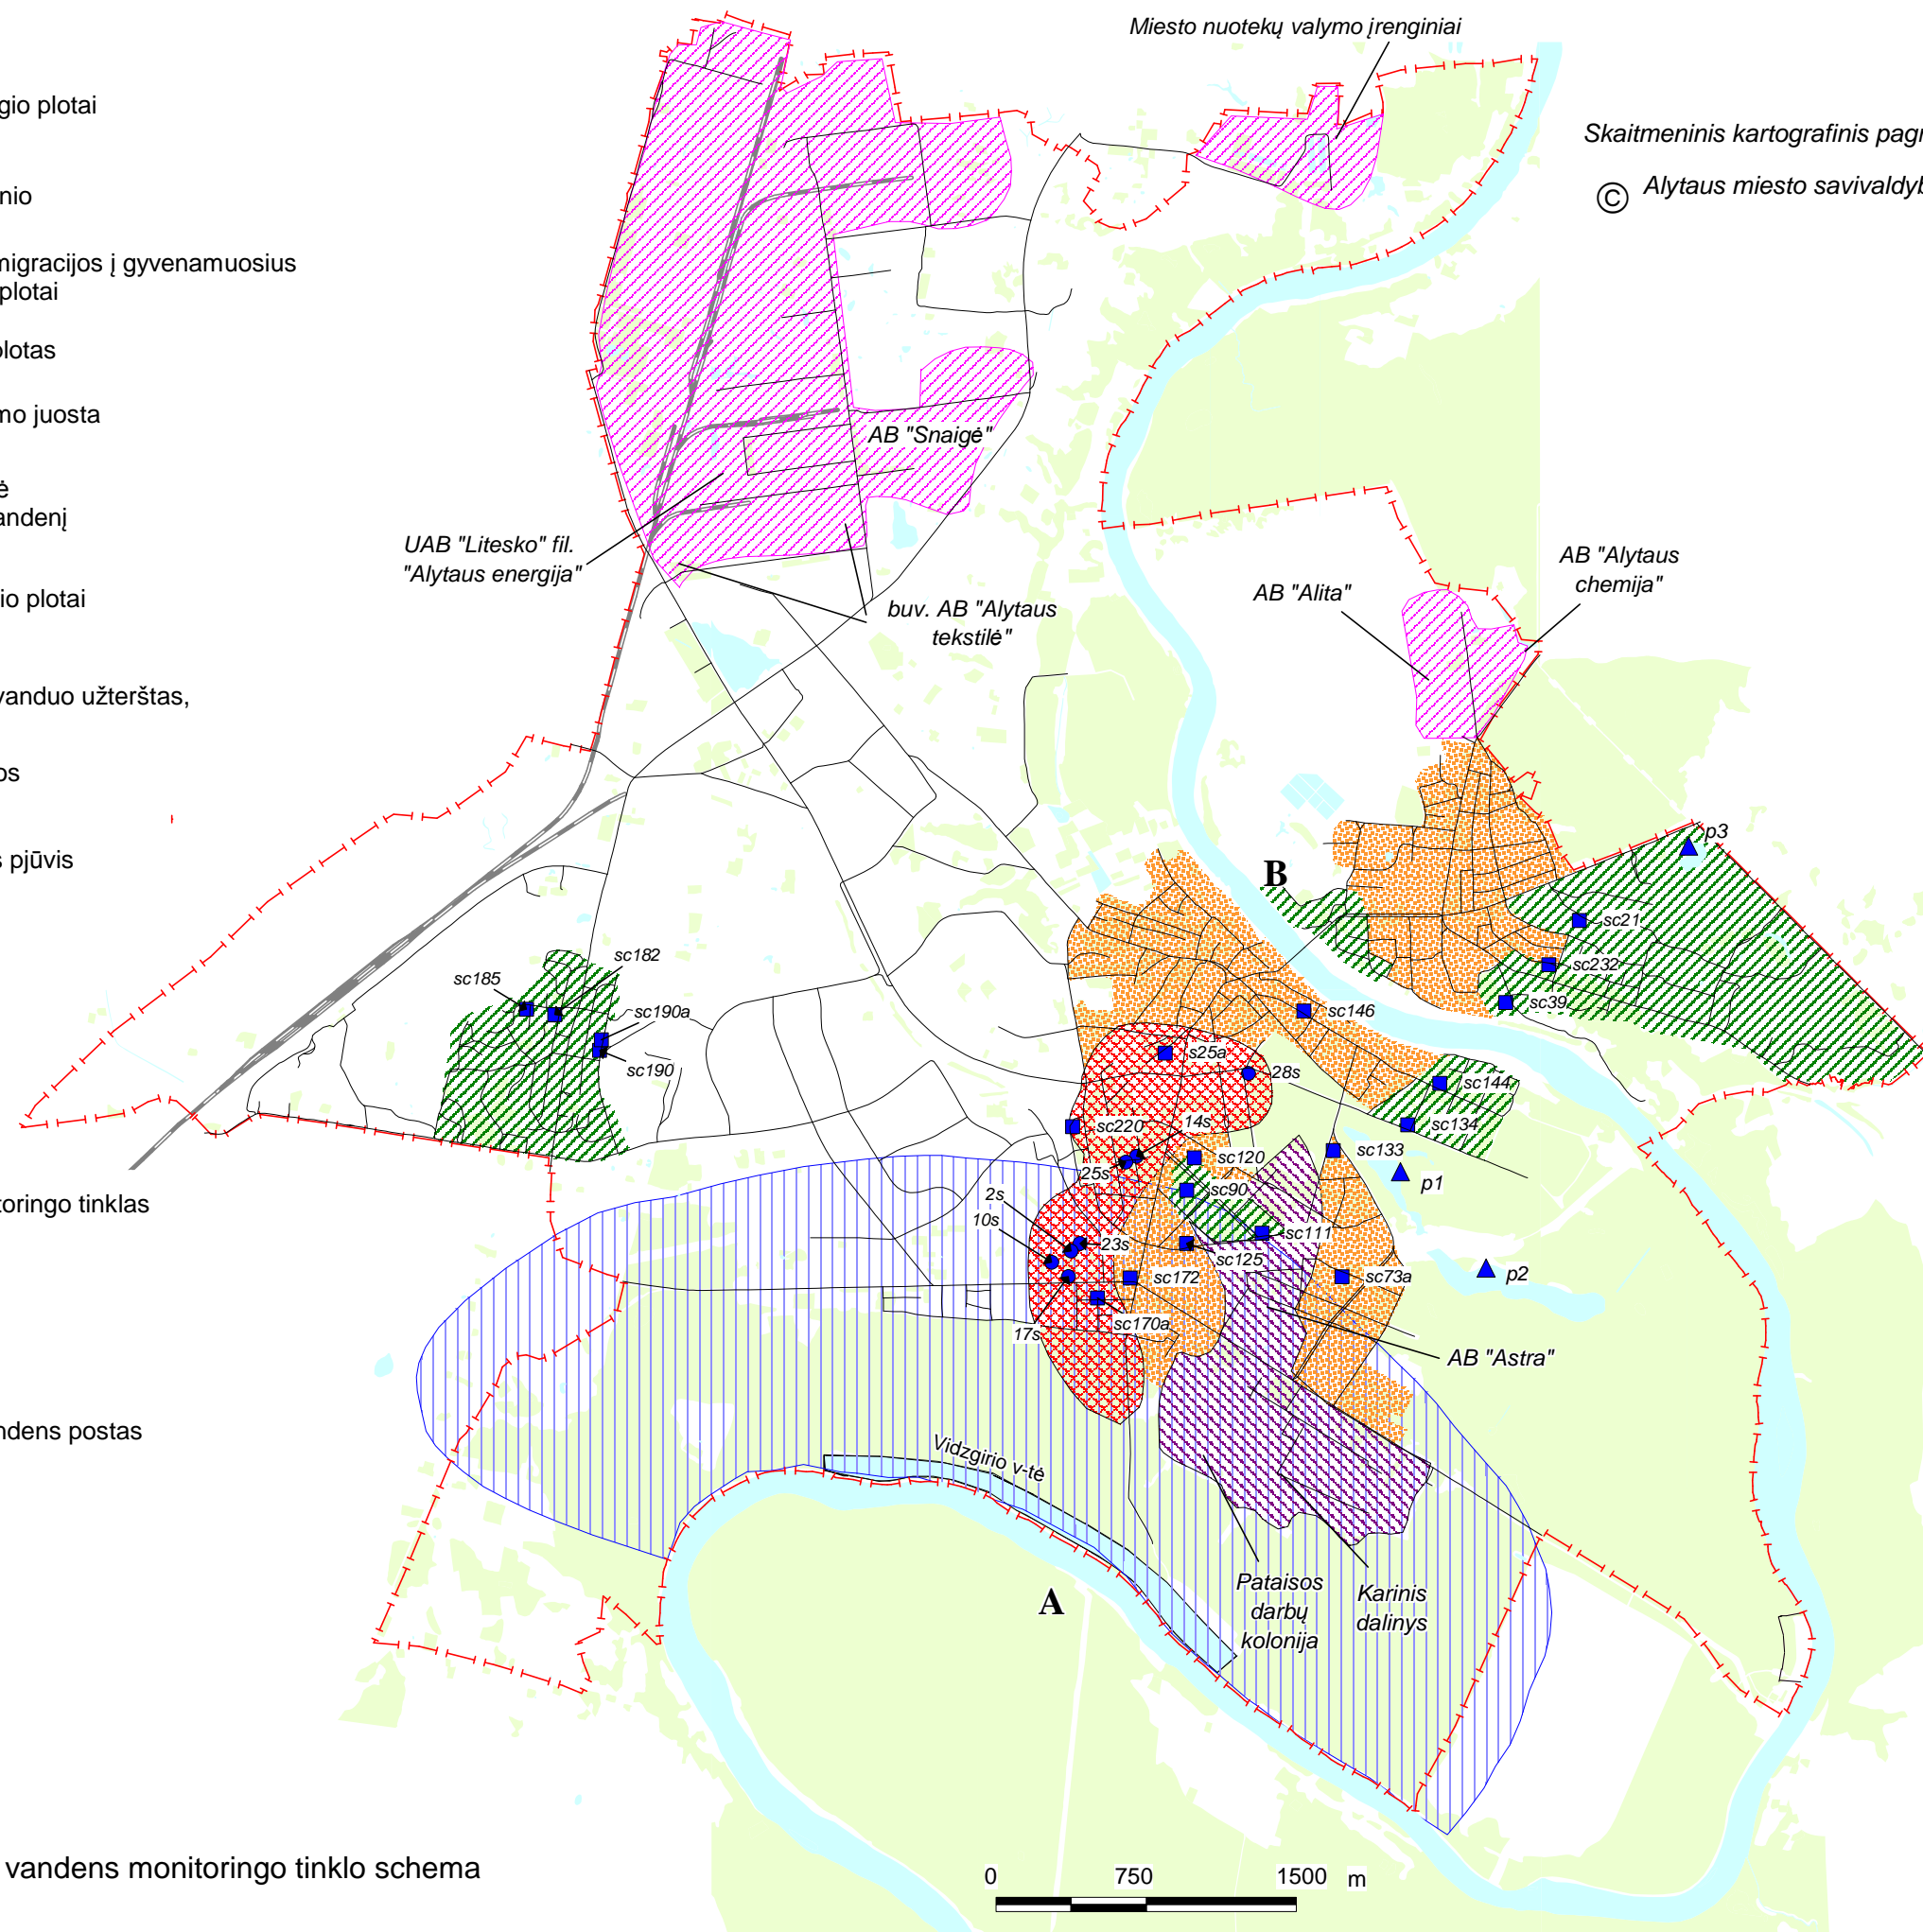 Miesto nuotekų valymo įrenginiai
gio plotai
Skaitmeninis kartografinis pagr
© Alytaus miesto savivaldyb
nio
migracijos į gyvenamuosius
plotai
plotas
mo juosta
ė
andenį
io plotai
vanduo užterštas,
os
s pjūvis
toringo tinklas
ndens postas
AB "Snaigė"
UAB "Litesko" fil.
"Alytaus energija"
buv. AB "Alytaus
tekstilė"
AB "Alita"
AB "Alytaus
chemija"
p3
B
sc21
sc232
sc39
sc182
sc185
sc190a
sc190
sc146
s25a
28s
sc144
sc134
sc220
14s
sc120
sc133
25s
sc90
p1
2s
10s
23s
sc111
sc125
sc172
sc73a
p2
17s
sc170a
AB "Astra"
Vidzgirio v-tė
A
Pataisos
darbų
kolonija
Karinis
dalinys
vandens monitoringo tinklo schema
0 750 1500 m